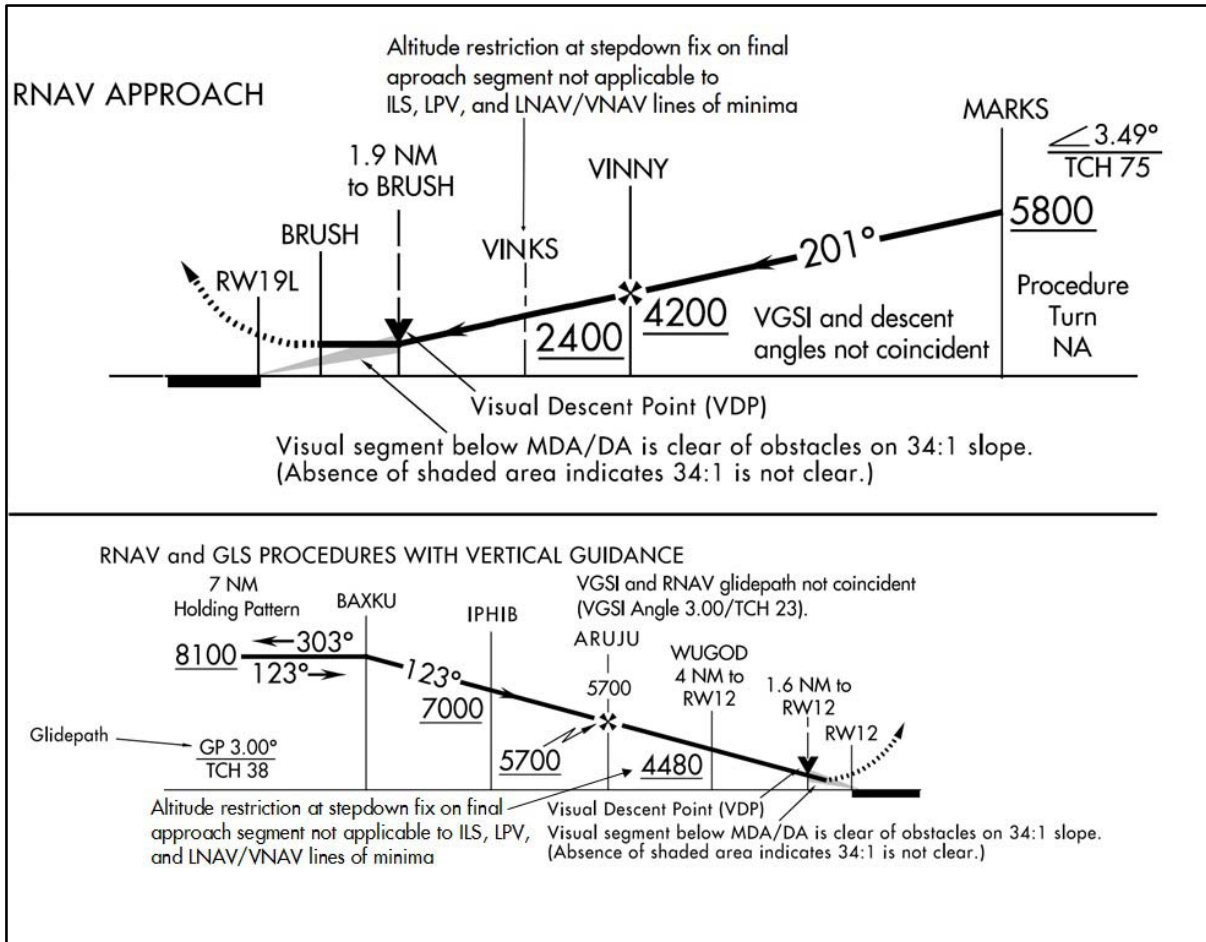 Altitude restriction at stepdown fix on final
aproach segment not applicable to
ILS, LPV, and LNAV/VNAV lines of minima
RNAV APPROACH
MARKS
3.49°
TCH 75
1.9 NM
to BRUSH
VINNY
5800
BRUSH
VINKS
201°
RW19L
Procedure
Turn
NA
4200
2400
VGSI and descent
angles not coincident
Visual Descent Point (VDP)
Visual segment below MDA/DA is clear of obstacles on 34:1 slope.
(Absence of shaded area indicates 34:1 is not clear.)
RNAV and GLS PROCEDURES WITH VERTICAL GUIDANCE
7 NM
Holding Pattern
BAXKU
IPHIB
VGSI and RNAV glidepath not coincident
(VGSI Angle 3.00/TCH 23).
ARUJU
5700
WUGOD
4 NM to
RW12
1.6 NM to
RW12
RW12
303°
8100
123°
123°
7000
Glidepath
GP 3.00°
TCH 38
5700
4480
Altitude restriction at stepdown fix on final
approach segment not applicable to ILS, LPV,
and LNAV/VNAV lines of minima
Visual Descent Point (VDP)
Visual segment below MDA/DA is clear of obstacles on 34:1 slope.
(Absence of shaded area indicates 34:1 is not clear.)